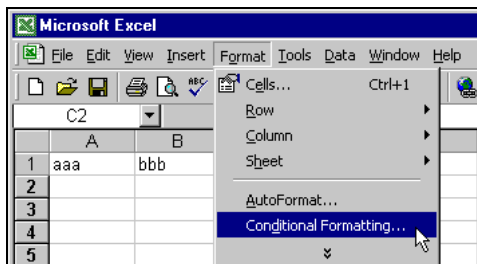 Microsoft Excel
File Edit View Insert Format Tools Data Window Help
ABC
Cells... Ctrl+1
C2
Row
A B
Column
1 aaa bbb
Sheet
2
3
AutoFormat...
4
Conditional Formatting...
5